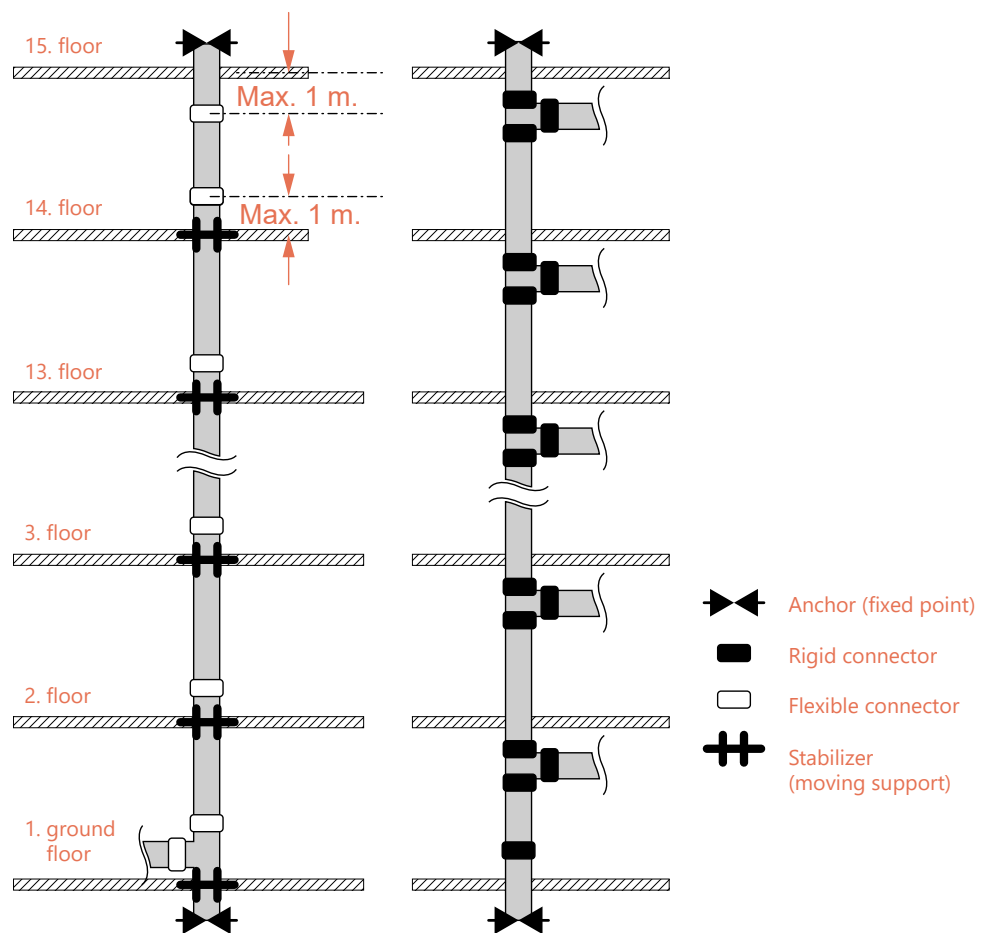 15. floor
Max. 1 m.
14. floor
Max. 1 m.
13. floor
3. floor
2. floor
1. ground
floor
Anchor (fixed point)
Rigid connector
Flexible connector
Stabilizer
(moving support)